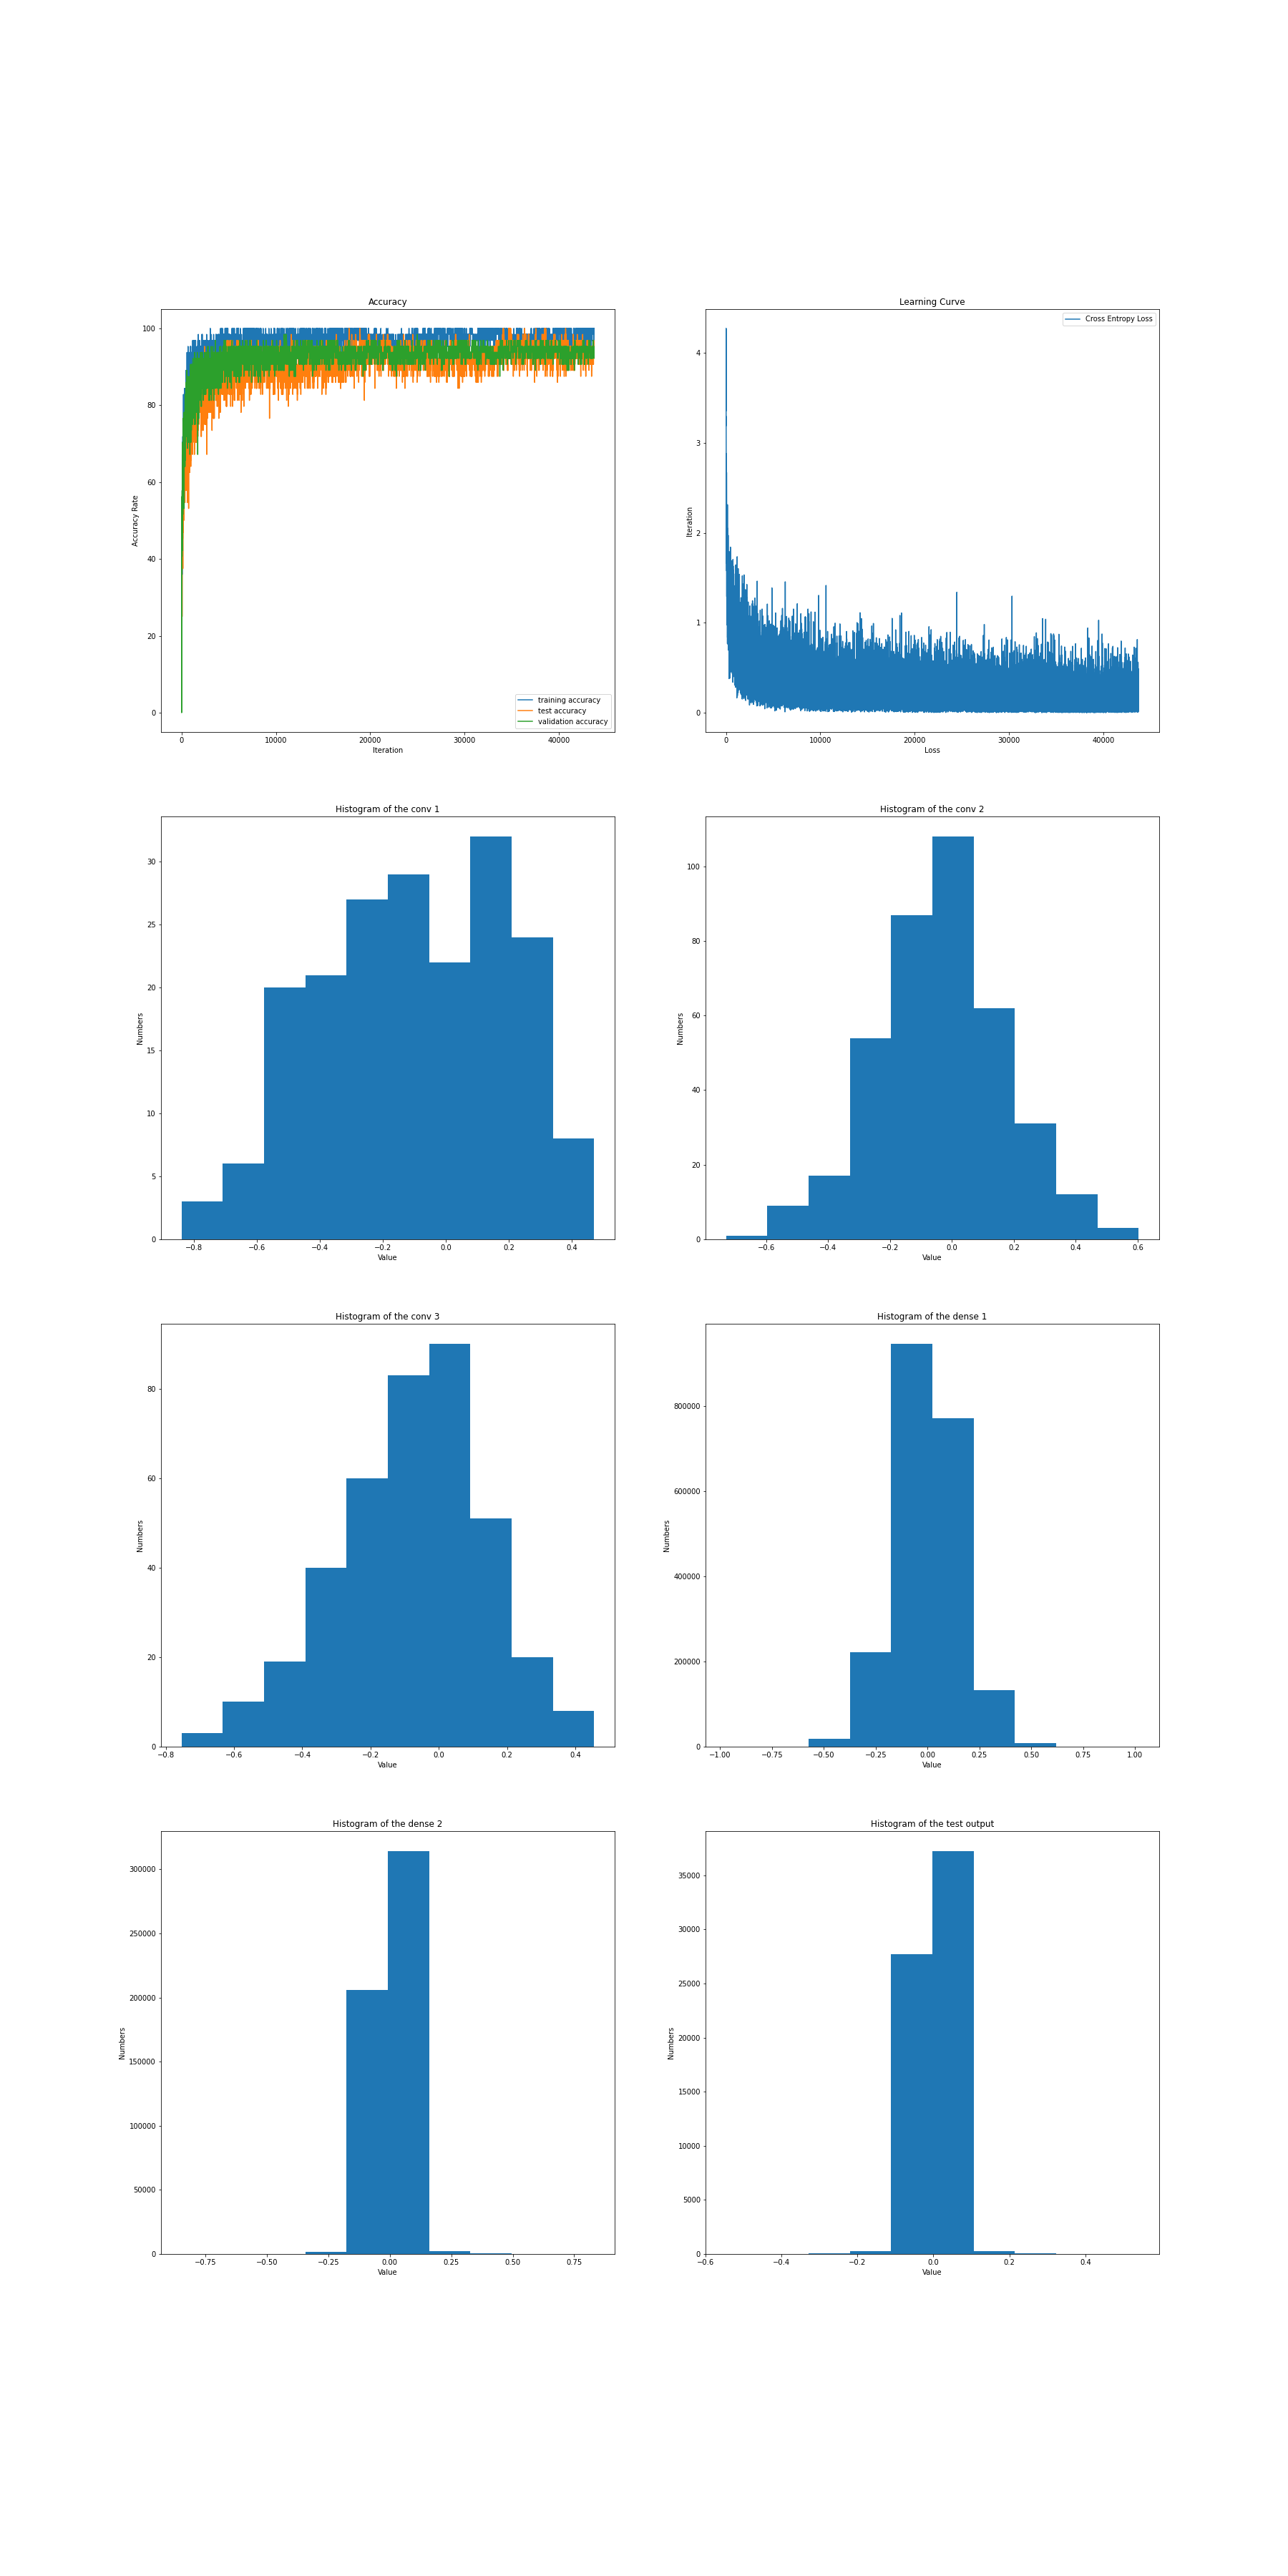 Accuracy
100
80
60
40
20
0
Accuracy Rate
training accuracy
test accuracy
validation accuracy
0 10000 20000 30000 40000
Iteration
Learning Curve
Cross Entropy Loss
4
3
2
1
0
Iteration
0 10000 20000 30000 40000
Loss
Histogram of the conv 1
30
25
20
15
10
5
0
Numbers
−0.8 −0.6 −0.4 −0.2 0.0 0.2 0.4
Value
Histogram of the conv 2
100
80
60
40
20
0
Numbers
−0.6 −0.4 −0.2 0.0 0.2 0.4 0.6
Value
Histogram of the conv 3
80
60
40
20
0
Numbers
−0.8 −0.6 −0.4 −0.2 0.0 0.2 0.4
Value
Histogram of the dense 1
800000
600000
400000
200000
0
Numbers
−1.00 −0.75 −0.50 −0.25 0.00 0.25 0.50 0.75 1.00
Value
Histogram of the dense 2
300000
250000
200000
150000
100000
50000
0
Numbers
−0.75 −0.50 −0.25 0.00 0.25 0.50 0.75
Value
Histogram of the test output
35000
30000
25000
20000
15000
10000
5000
0
Numbers
−0.6 −0.4 −0.2 0.0 0.2 0.4
Value